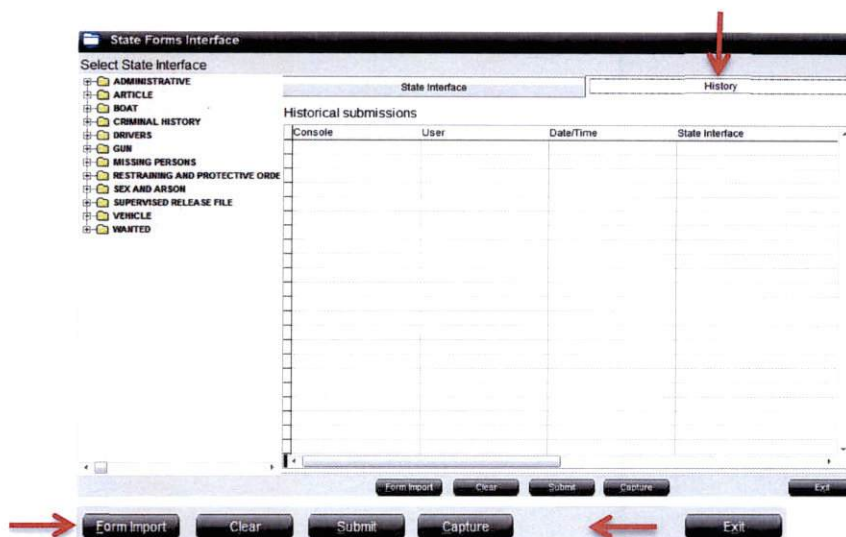 State Forms Interface
Select State Interface
ADMINISTRATIVE
ARTICLE
BOAT
CRIMINAL HISTORY
DRIVERS
GUN
MISSING PERSONS
RESTRAINING AND PROTECTIVE ORDE
SEX AND ARSON
SUPERVISED RELEASE FILE
VEHICLE
WANTED
State Interface History
Historical submissions
Console User Date/Time State Interface
Form Import Clear Submit Capture Exit
Form Import Clear Submit Capture Exit